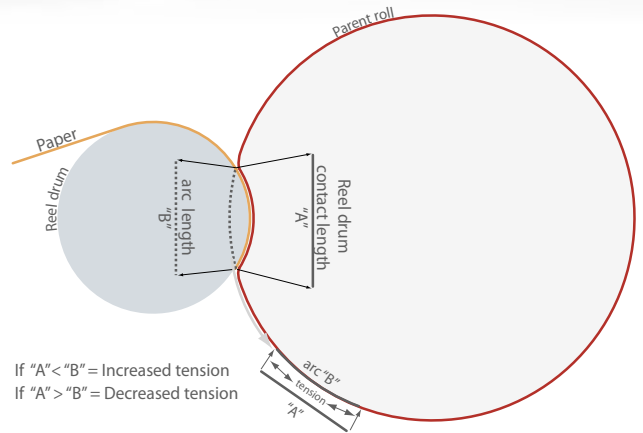 Parent roll
Paper
Reel drum
arc length
"B"
Reel drum
contact length
"A"
If "A" < "B" = Increased tension
If "A" > "B" = Decreased tension
arc "B"
tension
"A"